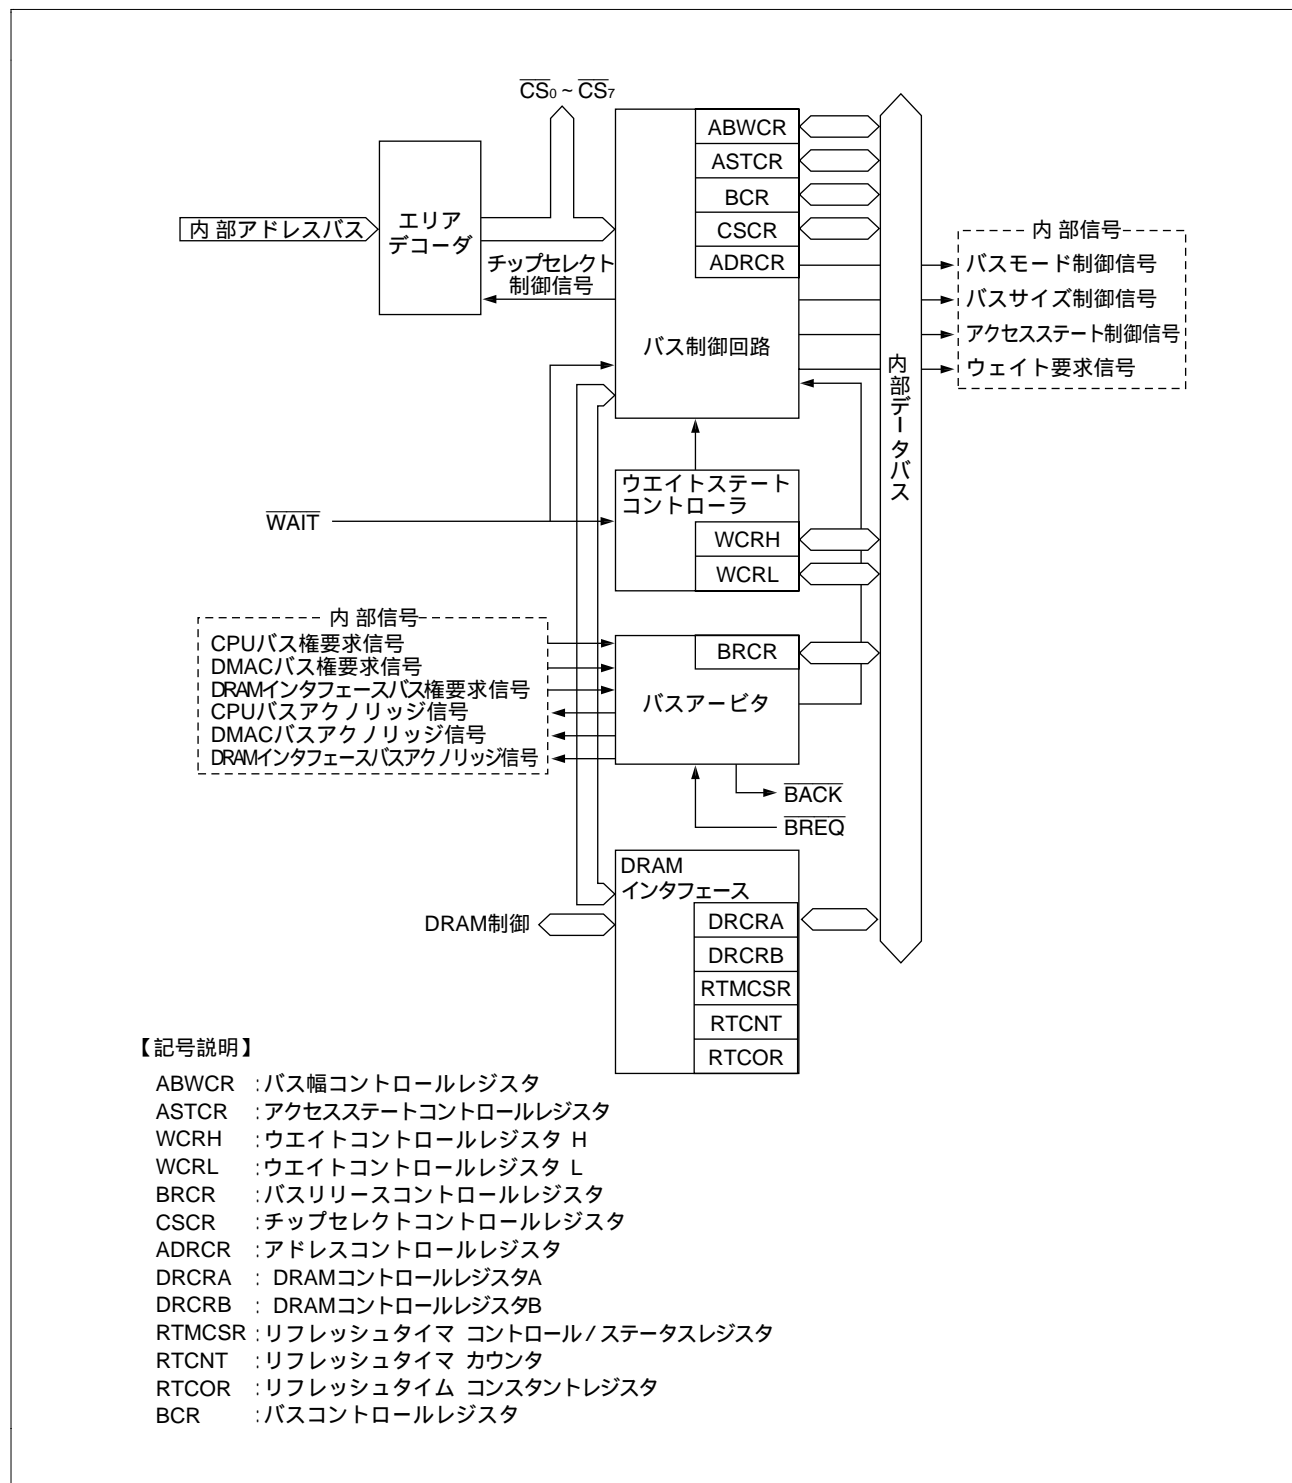 CS0 ~ CS7
ABWCR
ASTCR
BCR
CSCR
ADRCR
エリア
デコーダ
内部アドレスバス
チップセレクト
制御信号
バス制御回路
内部信号
バスモード制御信号
バスサイズ制御信号
アクセスステート制御信号
ウェイト要求信号
内部データバス
ウエイトステート
コントローラ
WAIT
WCRH
WCRL
内部信号
CPUバス権要求信号
DMACバス権要求信号
DRAMインタフェースバス権要求信号
CPUバスアクノリッジ信号
DMACバスアクノリッジ信号
DRAMインタフェースバスアクノリッジ信号
BRCR
バスアービタ
BACK
BREQ
DRAM
インタフェース
DRAM制御
DRCRA
DRCRB
RTMCSR
RTCNT
RTCOR
【記号説明】
ABWCR :バス幅コントロールレジスタ
ASTCR :アクセスステートコントロールレジスタ
WCRH :ウエイトコントロールレジスタ H
WCRL :ウエイトコントロールレジスタ L
BRCR :バスリリースコントロールレジスタ
CSCR :チップセレクトコントロールレジスタ
ADRCR :アドレスコントロールレジスタ
DRCRA : DRAMコントロールレジスタA
DRCRB : DRAMコントロールレジスタB
RTMCSR :リフレッシュタイマ コントロール/ステータスレジスタ
RTCNT :リフレッシュタイマ カウンタ
RTCOR :リフレッシュタイム コンスタントレジスタ
BCR :バスコントロールレジスタ